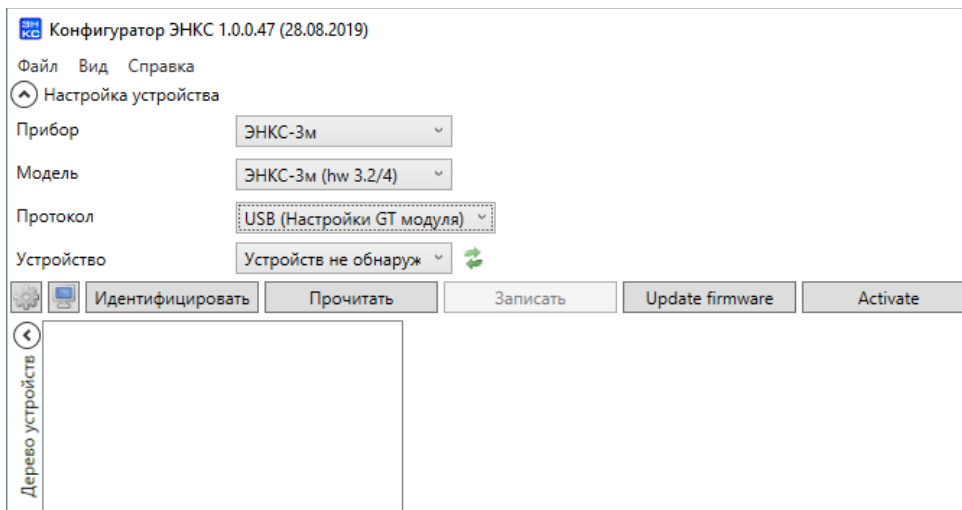 ЭН
КС
Конфигуратор ЭНКС 1.0.0.47 (28.08.2019)
Файл Вид Справка
Настройка устройства
Прибор ЭНКС-3м
Модель ЭНКС-3м (hw 3.2/4)
Протокол USB (Настройки GT модуля)
Устройство Устройств не обнаруж
Идентифицировать Прочитать Записать Update firmware Activate
Дерево устройств